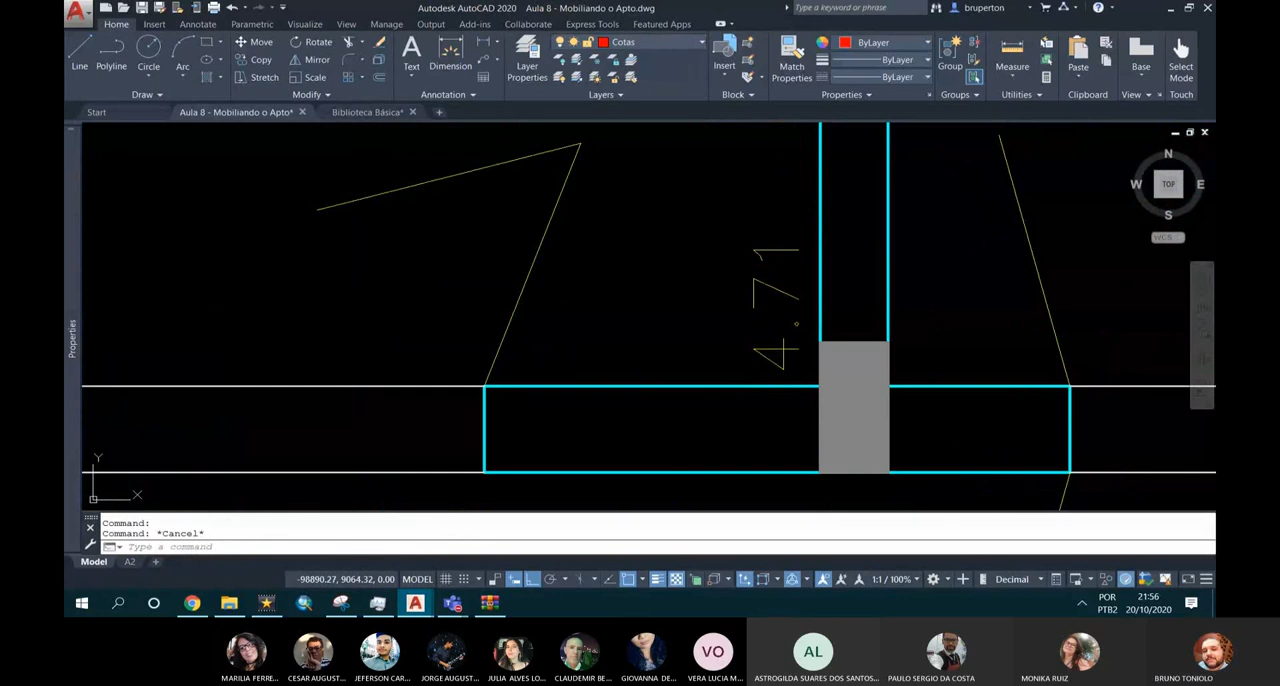 Autodesk AutoCAD 2020 Aula 8 - Mobiliando o Apto.dwg
Type a keyword or phrase
bruperton
Home Insert Annotate Parametric Visualize View Manage Output Add-ins Collaborate Express Tools Featured Apps
Line Polyline Circle Arc
Move Rotate
Copy Mirror
Stretch Scale
Text Dimension
Layer Properties
Cotas
Insert
Match Properties
ByLayer
ByLayer
ByLayer
Group
Measure
Paste
Base
Select Mode
Draw Modify Annotation Layers Block Properties Groups Utilities Clipboard View Touch
Start Aula 8 - Mobiliando o Apto* Biblioteca Básica*
N
W TOP E
S
WCS
Properties
4.71
Y
X
Command:
Command: *Cancel*
Type a command
Model A2
-98890.27, 9064.32, 0.00 MODEL 1:1 / 100% Decimal
POR
PTB2
21:56
20/10/2020
VO
AL
MARILIA FERRE...
CESAR AUGUST...
JEFERSON CAR...
JORGE AUGUST...
JULIA ALVES LO...
CLAUDEMIR BE...
GIOVANNA DE...
VERA LUCIA M...
ASTROGILDA SUARES DOS SANTOS...
PAULO SERGIO DA COSTA
MONIKA RUIZ
BRUNO TONIOLO